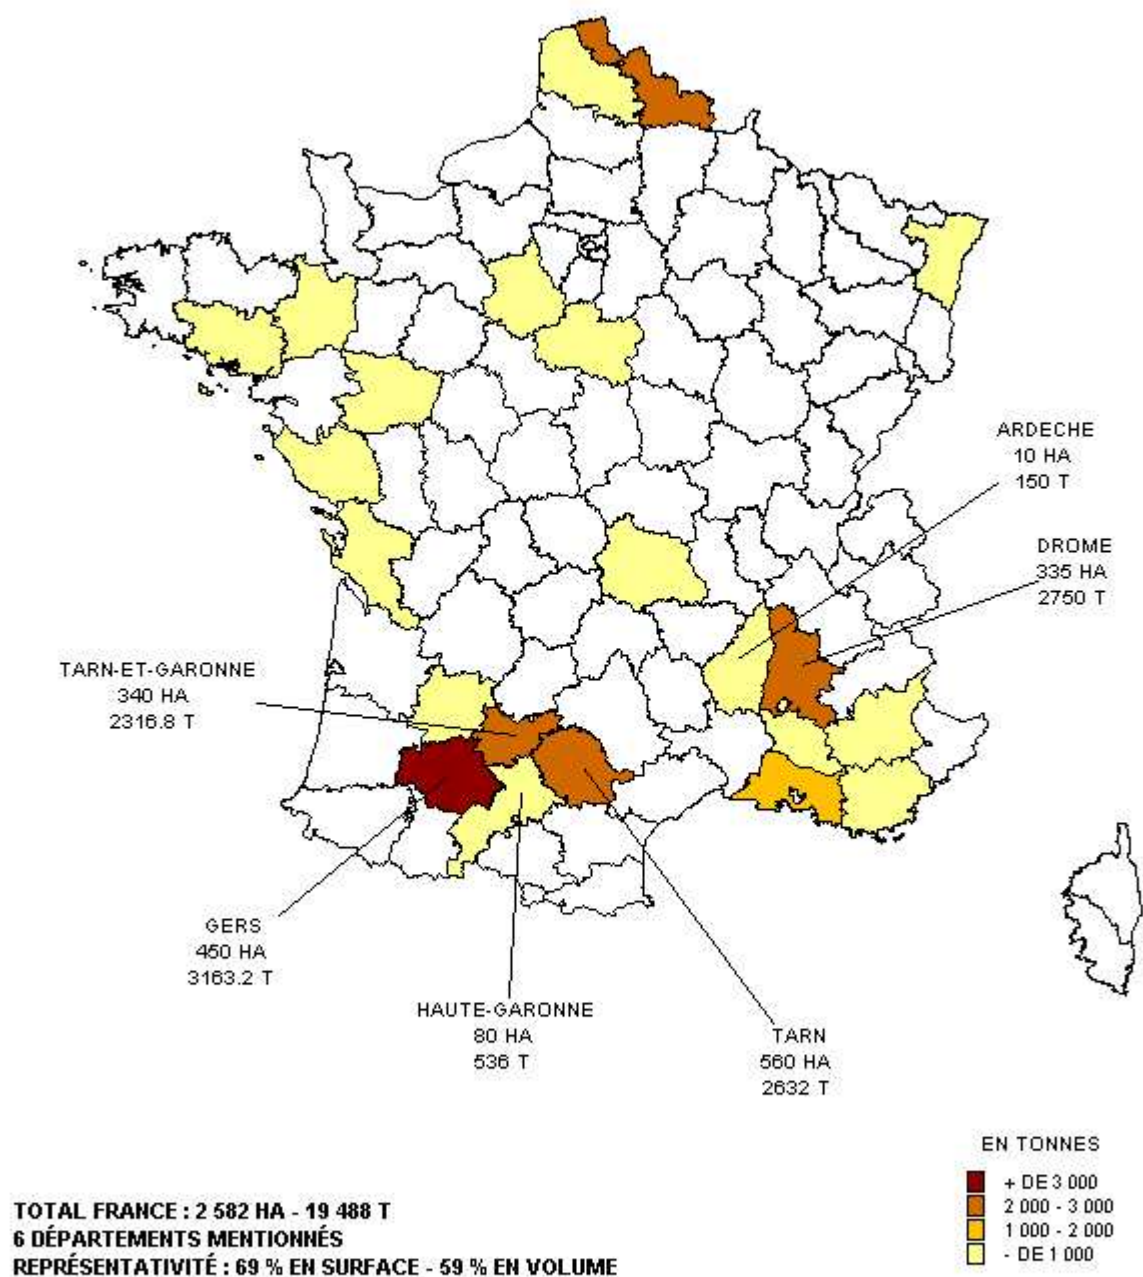 ARDECHE
10 HA
150 T
DROME
335 HA
2750 T
TARN-ET-GARONNE
340 HA
2316.8 T
GERS
450 HA
3163.2 T
HAUTE-GARONNE
80 HA
536 T
TARN
560 HA
2632 T
EN TONNES
+ DE 3 000
2 000 - 3 000
1 000 - 2 000
- DE 1 000
TOTAL FRANCE : 2 582 HA - 19 488 T
6 DÉPARTEMENTS MENTIONNÉS
REPRÉSENTATIVITÉ : 69 % EN SURFACE - 59 % EN VOLUME